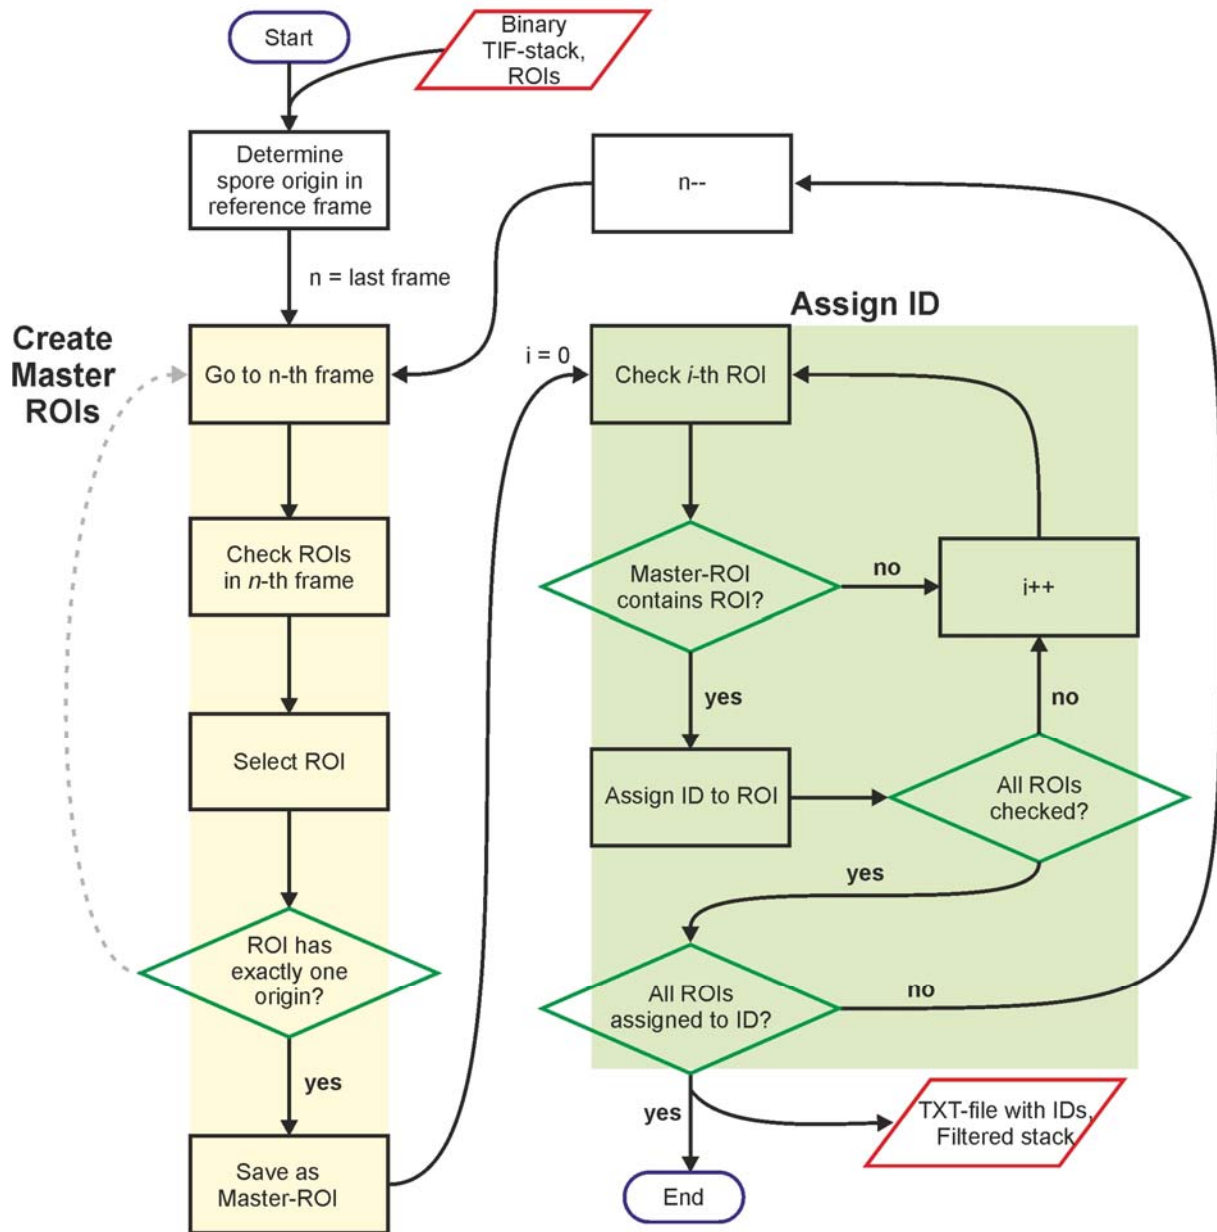 Start
Binary
TIF-stack,
ROIs
Determine
spore origin in
reference frame
n--
n = last frame
Create
Master
ROIs
Assign ID
Go to n-th frame
i = 0
Check i-th ROI
Check ROIs
in n-th frame
Master-ROI
contains ROI?
no
i++
yes
no
Select ROI
Assign ID to ROI
All ROIs
checked?
yes
ROI has
exactly one
origin?
All ROIs
assigned to ID?
no
yes
yes
TXT-file with IDs,
Filtered stack
Save as
Master-ROI
End